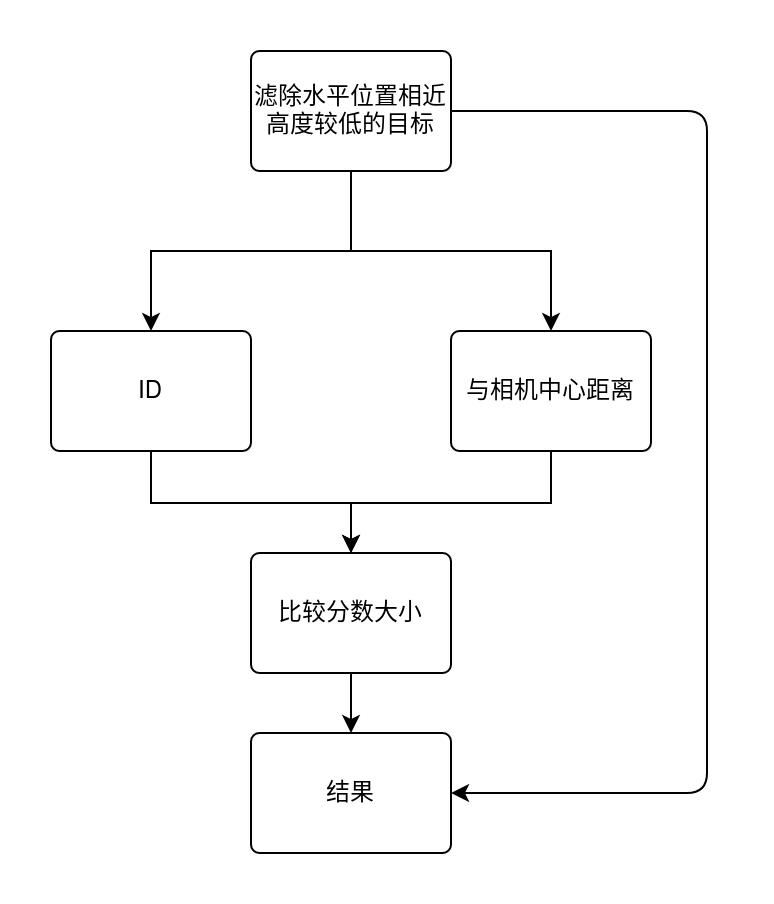 滤除水平位置相近
高度较低的目标
ID
与相机中心距离
比较分数大小
结果